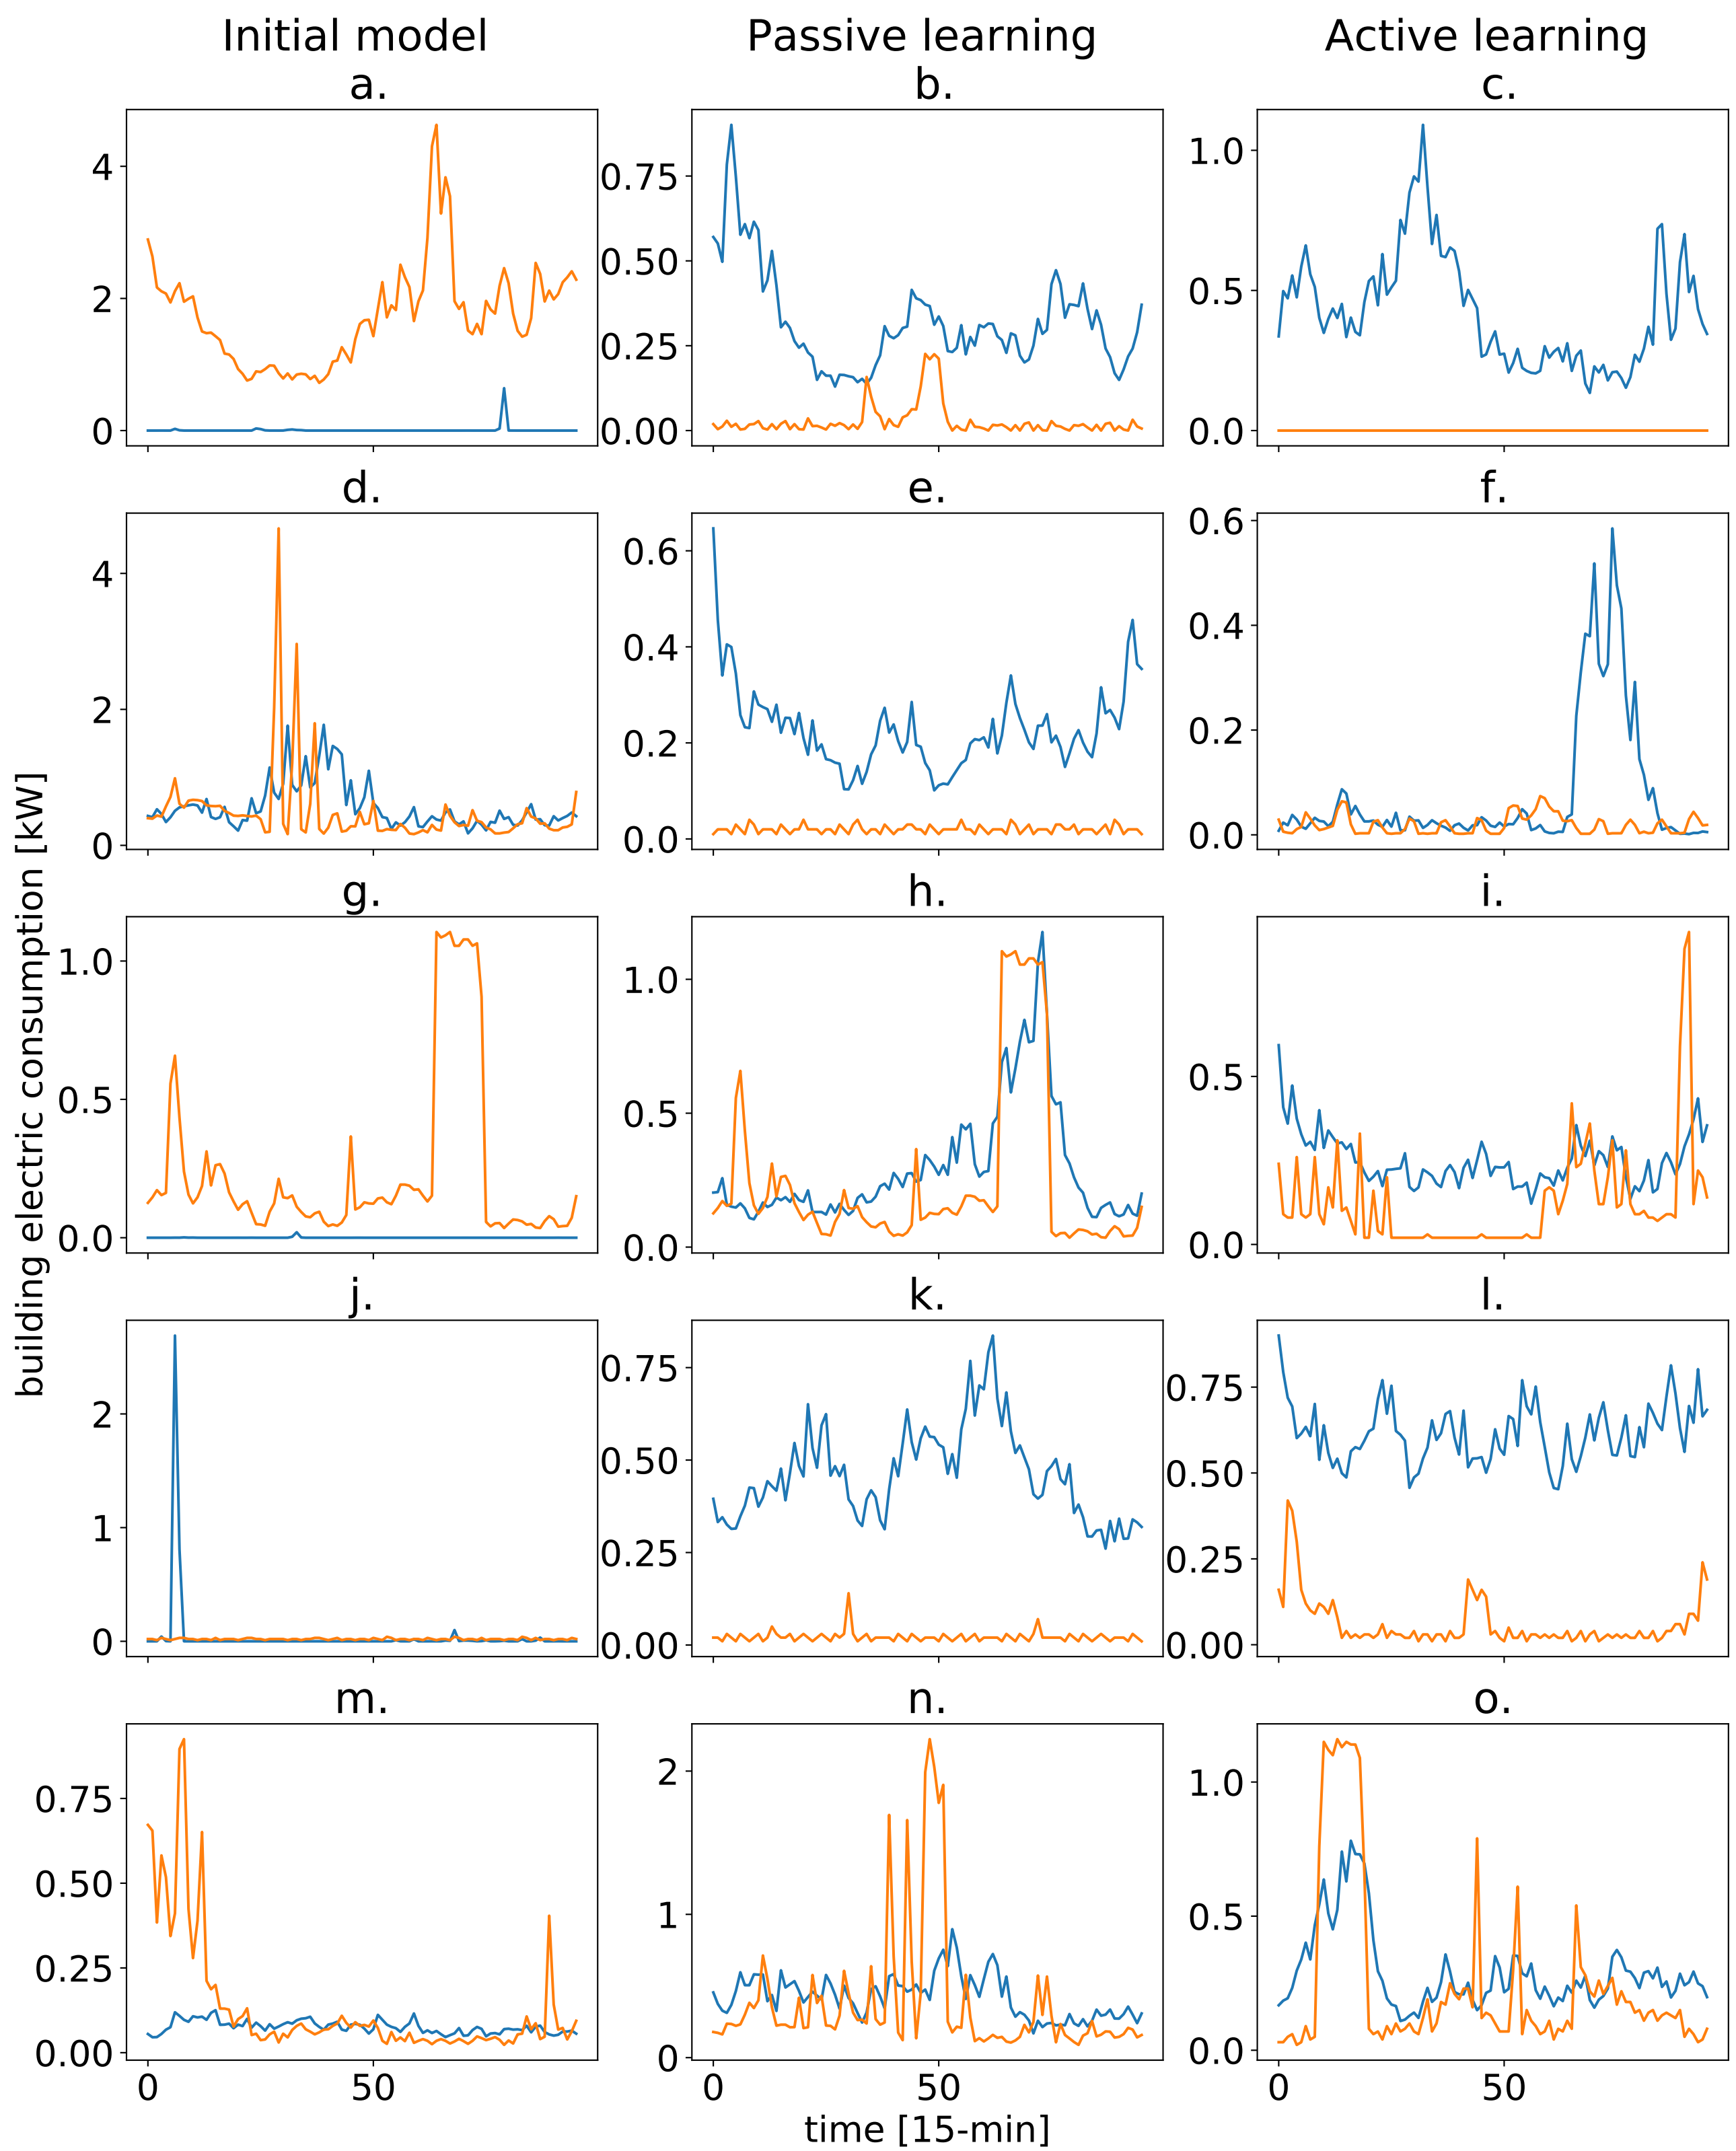 Initial model
Passive learning
Active learning
a.
b.
c.
4
2
0
0.75
0.50
0.25
0.00
1.0
0.5
0.0
d.
e.
f.
4
2
0
0.6
0.4
0.2
0.0
0.6
0.4
0.2
0.0
building electric consumption [kW]
g.
h.
i.
1.0
0.5
0.0
1.0
0.5
0.0
0.5
0.0
j.
k.
l.
2
1
0
0.75
0.50
0.25
0.00
0.75
0.50
0.25
0.00
m.
n.
o.
0.75
0.50
0.25
0.00
2
1
0
1.0
0.5
0.0
0 50
0 50
0 50
time [15-min]